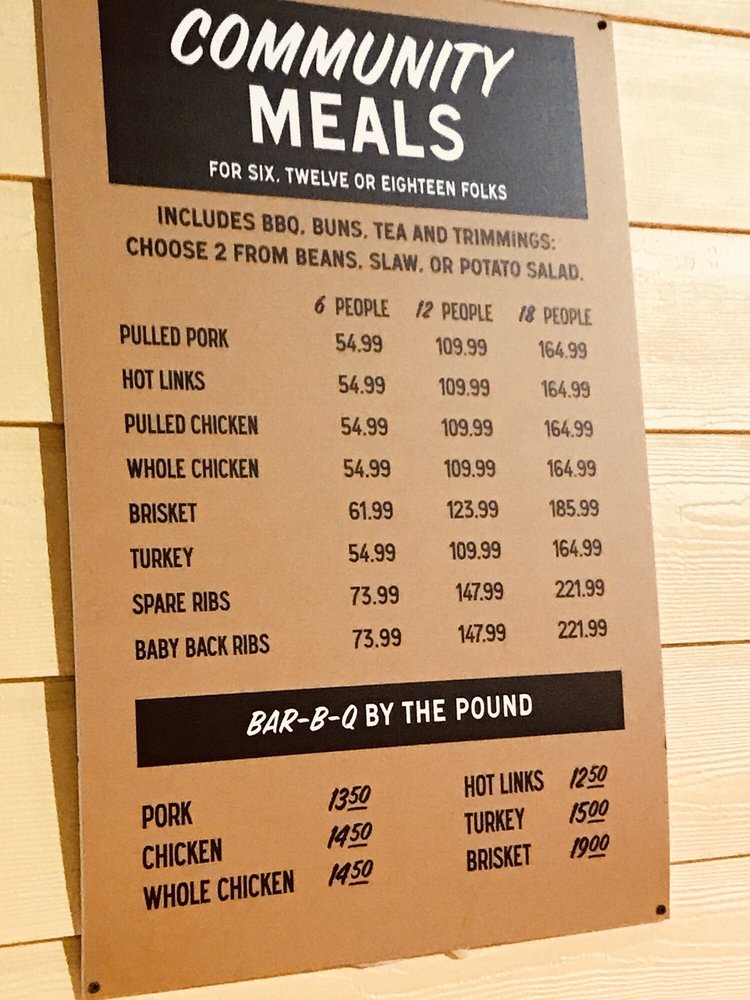 COMMUNITY
MEALS
FOR SIX, TWELVE OR EIGHTEEN FOLKS
INCLUDES BBQ, BUNS, TEA AND TRIMMINGS:
CHOOSE 2 FROM BEANS, SLAW, OR POTATO SALAD.
6 PEOPLE 12 PEOPLE 18 PEOPLE
PULLED PORK 54.99 109.99 164.99
HOT LINKS 54.99 109.99 164.99
PULLED CHICKEN 54.99 109.99 164.99
WHOLE CHICKEN 54.99 109.99 164.99
BRISKET 61.99 123.99 185.99
TURKEY 54.99 109.99 164.99
SPARE RIBS 73.99 147.99 221.99
BABY BACK RIBS 73.99 147.99 221.99
BAR-B-Q BY THE POUND
PORK 1350
CHICKEN 1450
WHOLE CHICKEN 1450
HOT LINKS 1250
TURKEY 1500
BRISKET 1900